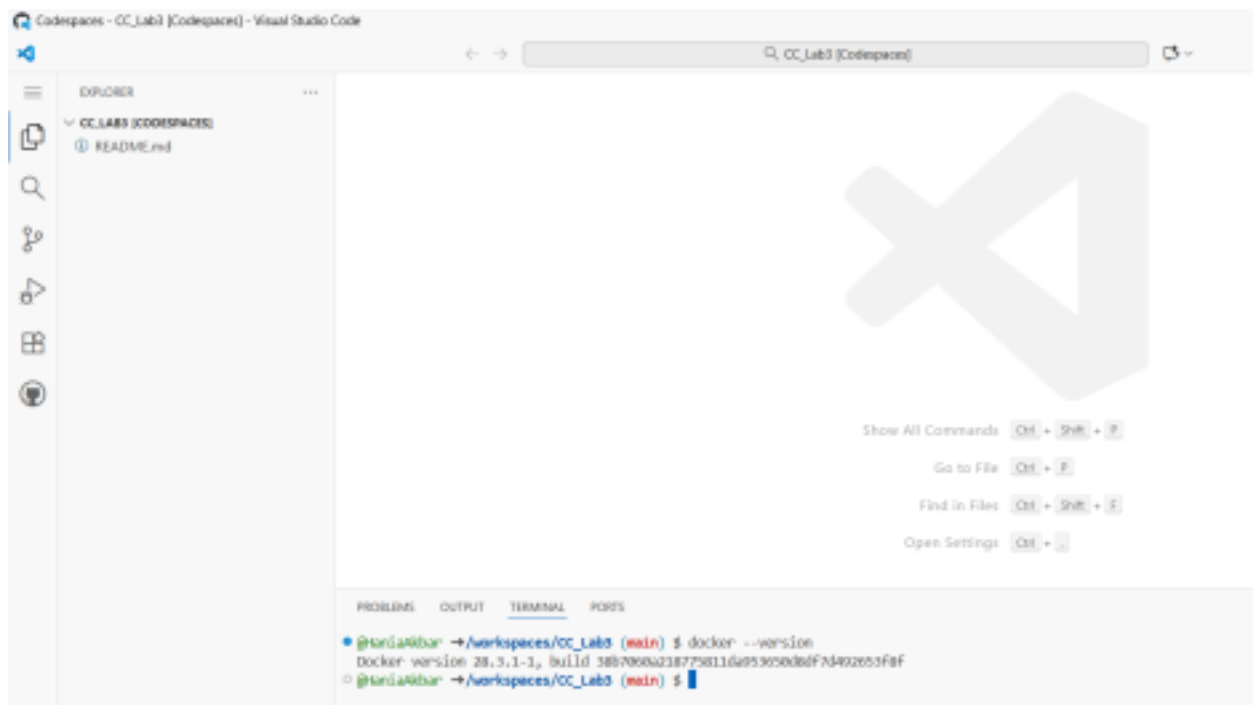 Codespaces - CC_Lab3 [Codespaces] - Visual Studio Code
CC_Lab3 [Codespaces]
EXPLORER
CC_LAB3 [CODESPACES]
README.md
Show All Commands Ctrl + Shift + P
Go to File Ctrl + P
Find in Files Ctrl + Shift + F
Open Settings Ctrl + ,
PROBLEMS OUTPUT TERMINAL PORTS
@HaniaAkbar → /workspaces/CC_Lab3 (main) $ docker --version
Docker version 28.3.1-1, build
@HaniaAkbar → /workspaces/CC_Lab3 (main) $